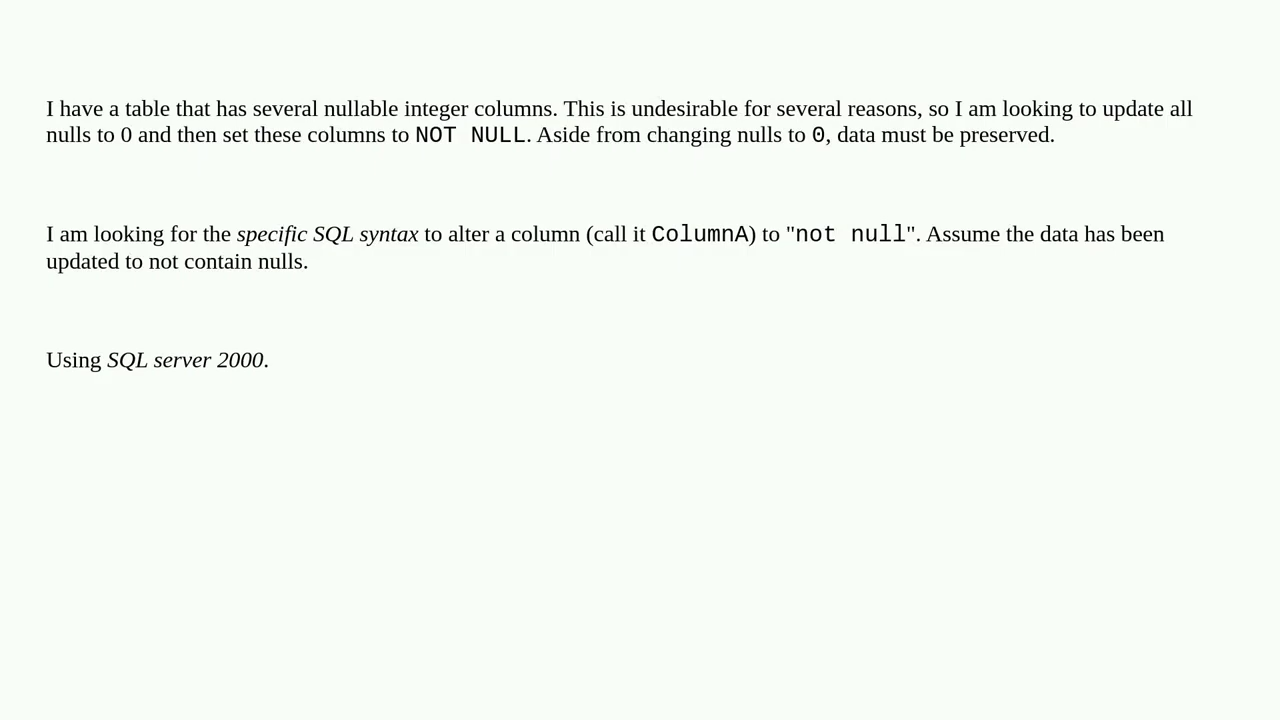 I have a table that has several nullable integer columns. This is undesirable for several reasons, so I am looking to update all
nulls to 0 and then set these columns to NOT NULL. Aside from changing nulls to 0, data must be preserved.
I am looking for the specific SQL syntax to alter a column (call it ColumnA) to "not null". Assume the data has been
updated to not contain nulls.
Using SQL server 2000.